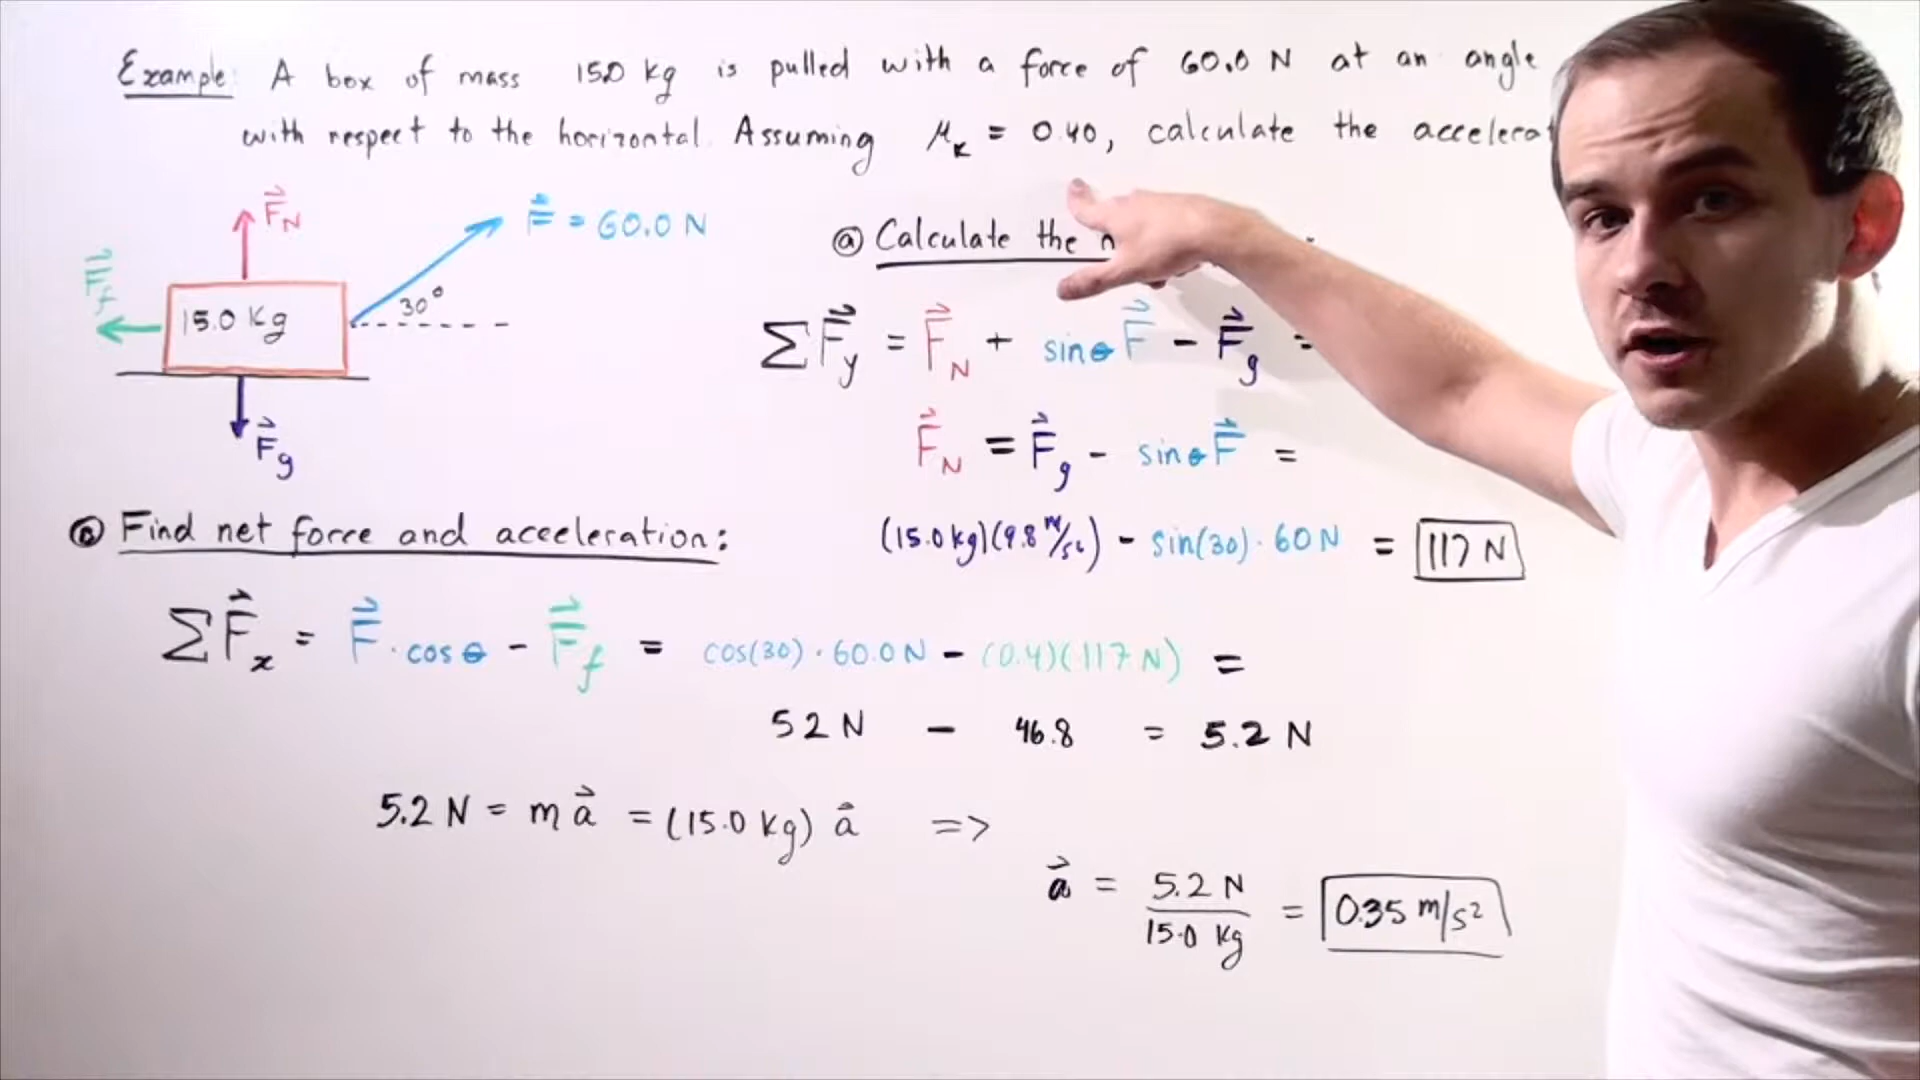 Example: A box of mass 15.0 kg is pulled with a force of 60.0 N at an angle
with respect to the horizontal. Assuming μK = 0.40, calculate the
F⃗N
F⃗ = 60.0 N
F⃗f
15.0 Kg
30°
F⃗g
ⓐ Calculate the
ΣF⃗y = F⃗N + sinθ F⃗ - F⃗g =
F⃗N = F⃗g - sinθ F⃗ =
(15.0 kg)(9.8 m/s²) - sin(30) · 60 N = 117 N
ⓐ Find net force and acceleration:
ΣF⃗x = F⃗ · cosθ - F⃗f = cos(30) · 60.0 N - (0.4)(117 N) =
52 N - 46.8 = 5.2 N
5.2 N = m a⃗ = (15.0 kg) a⃗ =>
a⃗ = 5.2 N / 15.0 kg = 0.35 m/s²